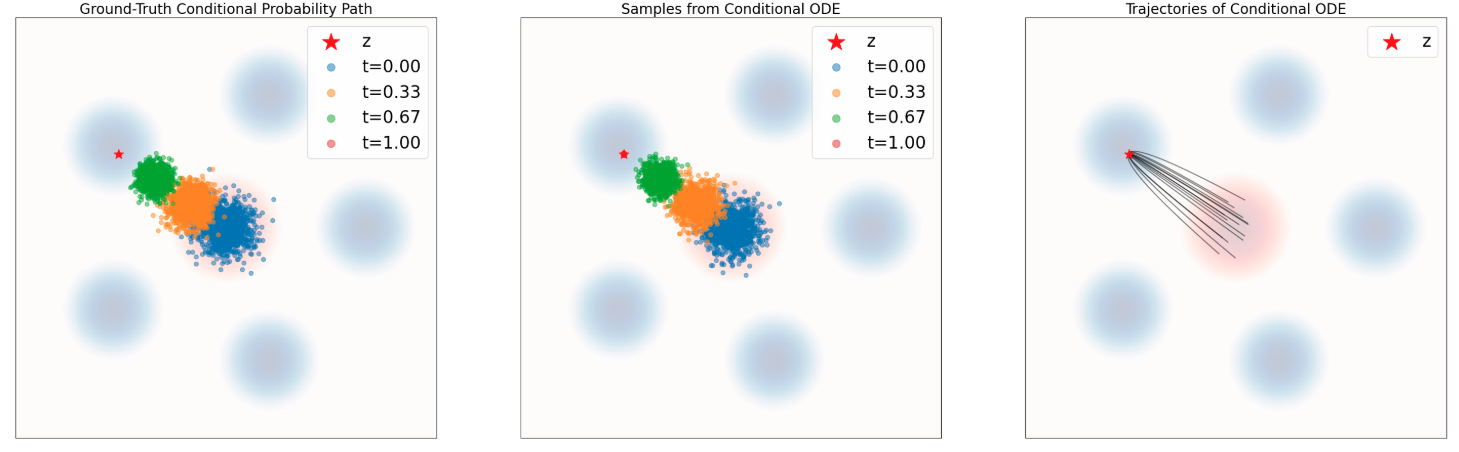 Ground-Truth Conditional Probability Path
z
t=0.00
t=0.33
t=0.67
t=1.00
Samples from Conditional ODE
z
t=0.00
t=0.33
t=0.67
t=1.00
Trajectories of Conditional ODE
z